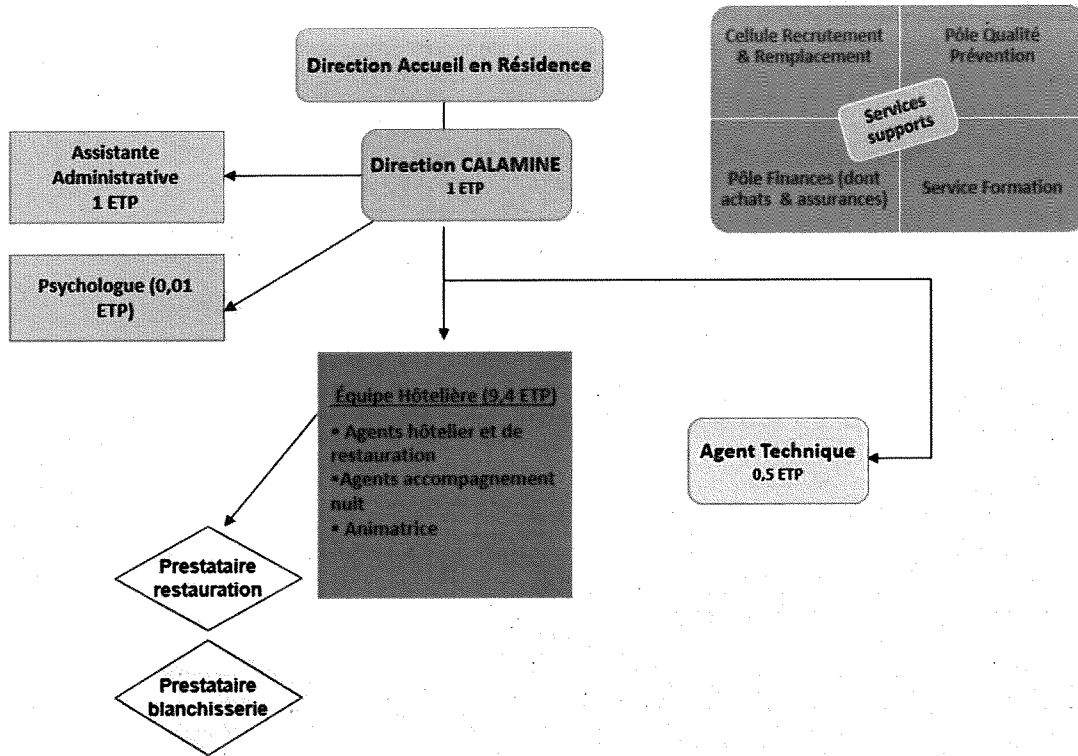 Direction Accueil en Résidence
Cellule Recrutement
& Remplacement
Pôle Qualité
Prévention
Services
supports
Pôle Finances (dont
achats & assurances)
Service Formation
Assistante
Administrative
1 ETP
Direction CALAMINE
1 ETP
Psychologue (0,01
ETP)
Équipe Hôtelière (9,4 ETP)
• Agents hôtelier et de
restauration
•Agents accompagnement
nuit
• Animatrice
Agent Technique
0,5 ETP
Prestataire
restauration
Prestataire
blanchisserie